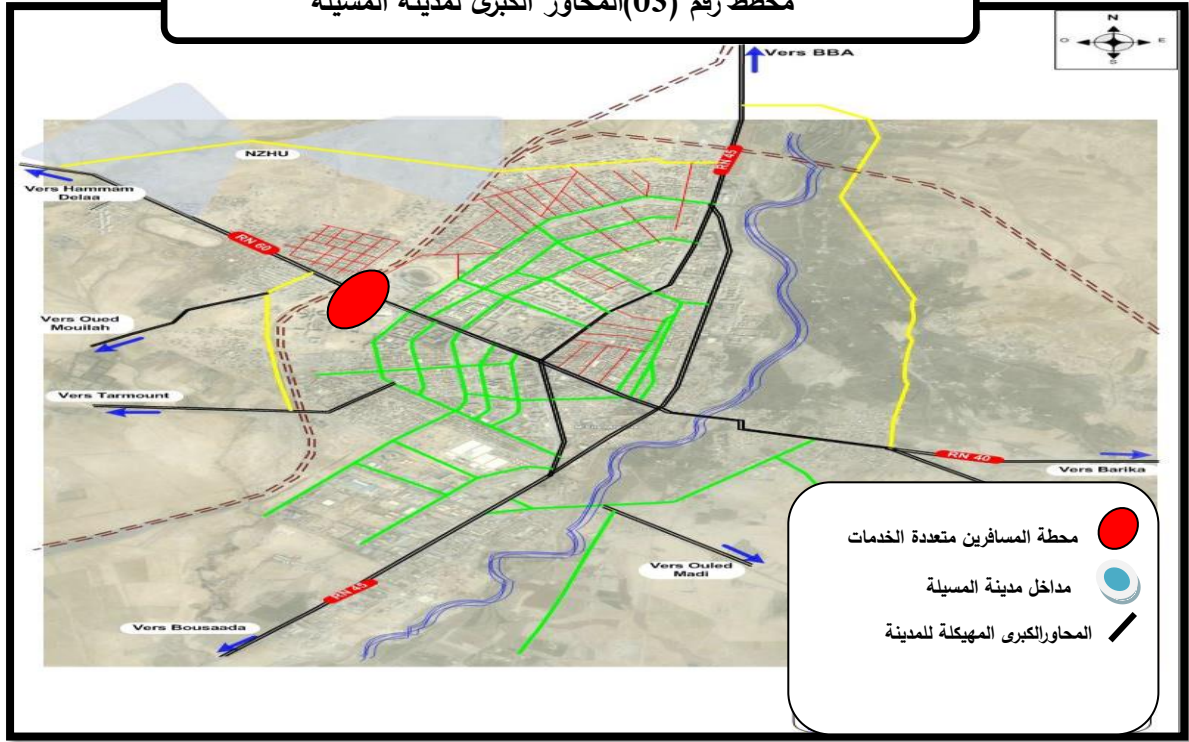 مخطط رقم (03)المحاور الكبرى لمدينة المسيلة
N
O
E
S
Vers BBA
NZHU
RN 45
Vers Hammam
Delaa
RN 60
Vers Oued
Mouilah
Vers Tarmount
RN 40
Vers Barika
Vers Ouled
Madi
RN 45
Vers Bousaada
محطة المسافرين متعددة الخدمات
مداخل مدينة المسيلة
المحاورالكبرى المهيكلة للمدينة